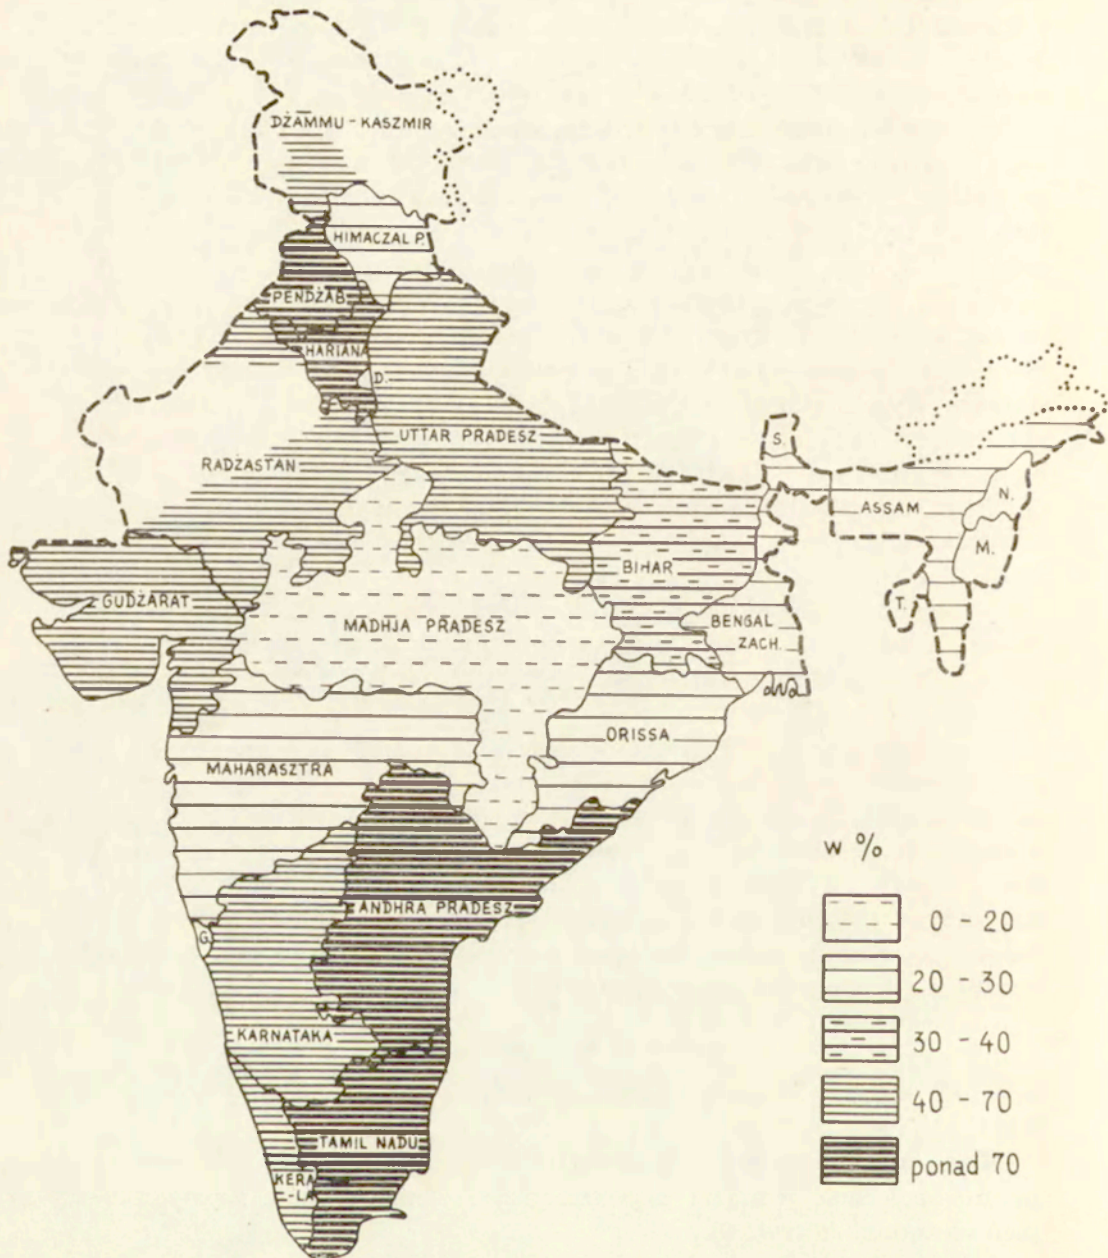 DŻAMMU-KASZMIR
HIMACZAL P.
PENDŻAB
HARIANA
D.
UTTAR PRADESZ
RADŻASTAN
S.
ASSAM
N.
M.
T.
BIHAR
GUDŻARAT
MADHJA PRADESZ
BENGAL
ZACH.
ORISSA
MAHARASZTRA
ANDHRA PRADESZ
G.
KARNATAKA
TAMIL NADU
KERA
-LA
w %
0 - 20
20 - 30
30 - 40
40 - 70
ponad 70